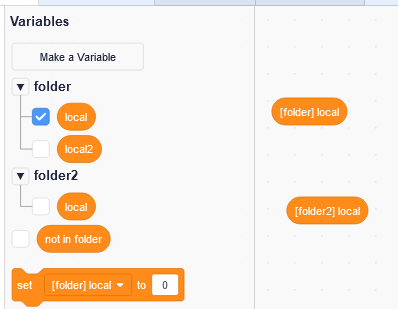 Variables
Make a Variable
folder
local
[folder] local
local2
folder2
local
[folder2] local
not in folder
set [folder] local to 0